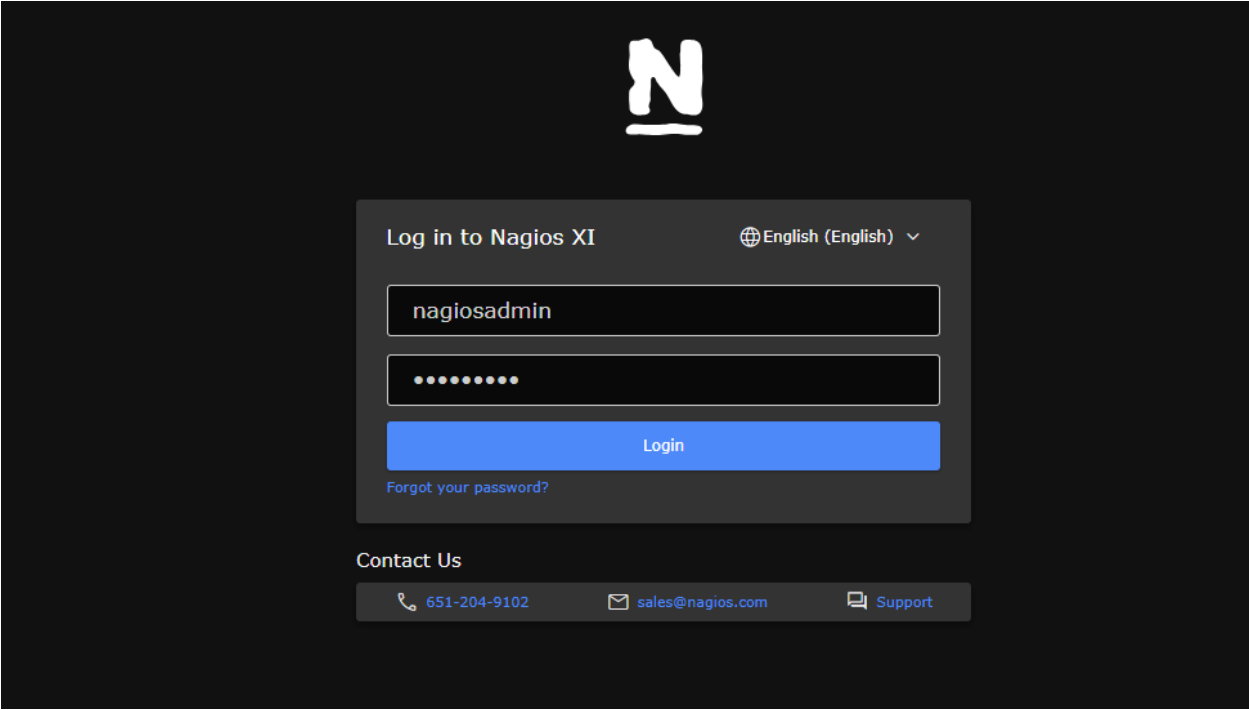 N
Log in to Nagios XI
English (English)
nagiosadmin
•••••••••
Login
Forgot your password?
Contact Us
651-204-9102 sales@nagios.com Support